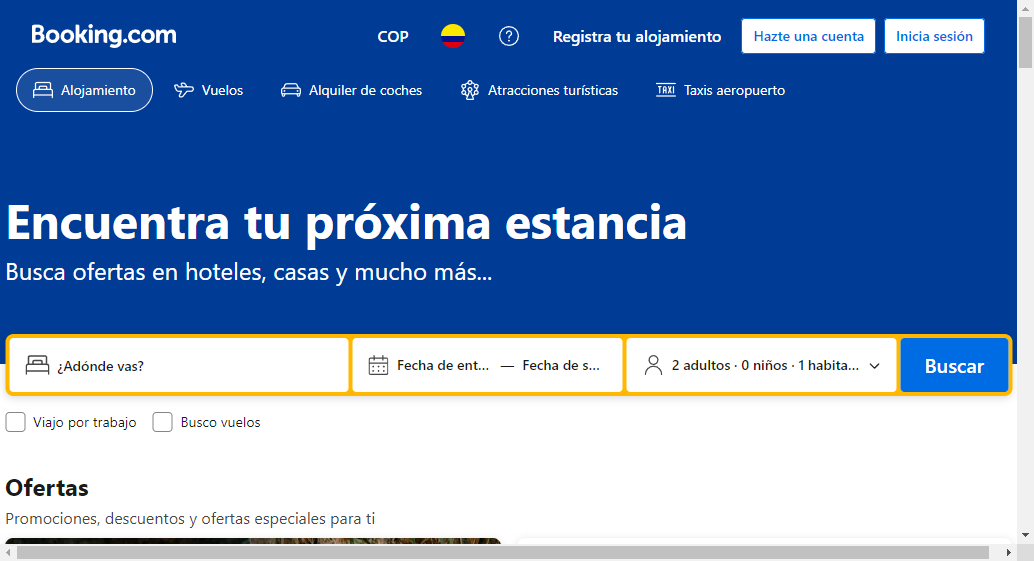 Booking.com
COP
Registra tu alojamiento
Hazte una cuenta
Inicia sesión
Alojamiento
Vuelos
Alquiler de coches
Atracciones turísticas
TAXI
Taxis aeropuerto
Encuentra tu próxima estancia
Busca ofertas en hoteles, casas y mucho más...
¿Adónde vas?
Fecha de ent... — Fecha de s...
2 adultos · 0 niños · 1 habita...
Buscar
Viajo por trabajo
Busco vuelos
Ofertas
Promociones, descuentos y ofertas especiales para ti